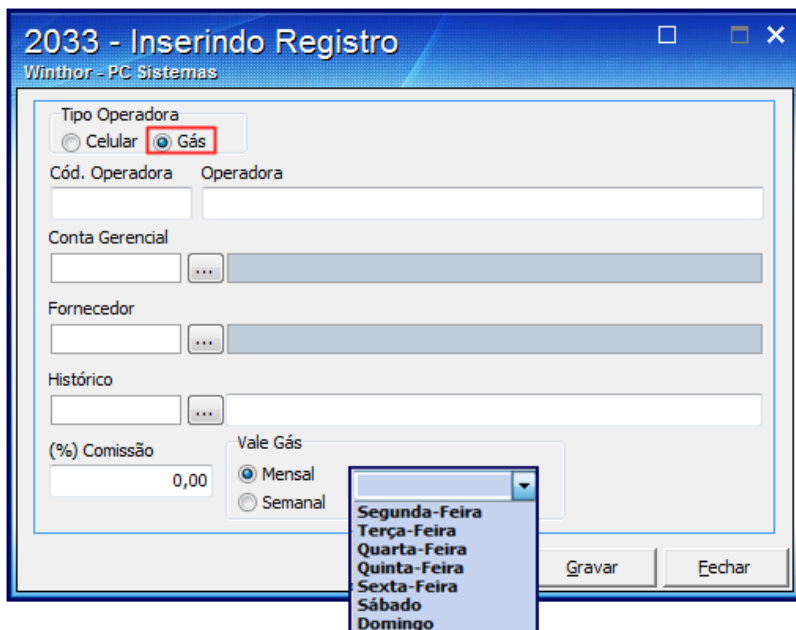 2033 - Inserindo Registro
Winthor - PC Sistemas
Tipo Operadora
Celular Gás
Cód. Operadora Operadora
Conta Gerencial
...
Fornecedor
...
Histórico
...
(%) Comissão Vale Gás
0,00 Mensal
Semanal
Segunda-Feira
Terça-Feira
Quarta-Feira
Quinta-Feira
Sexta-Feira
Sábado
Domingo
Gravar Fechar